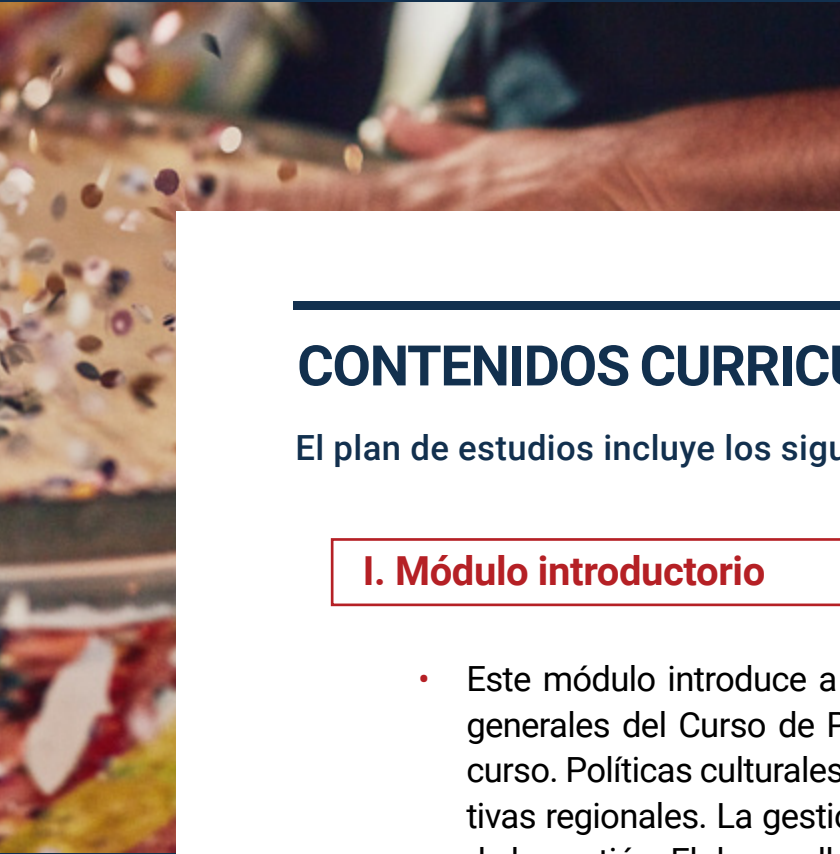 CONTENIDOS CURRICU
El plan de estudios incluye los sigu
I. Módulo introductorio
• Este módulo introduce a
generales del Curso de P
curso. Políticas culturales
tivas regionales. La gestió